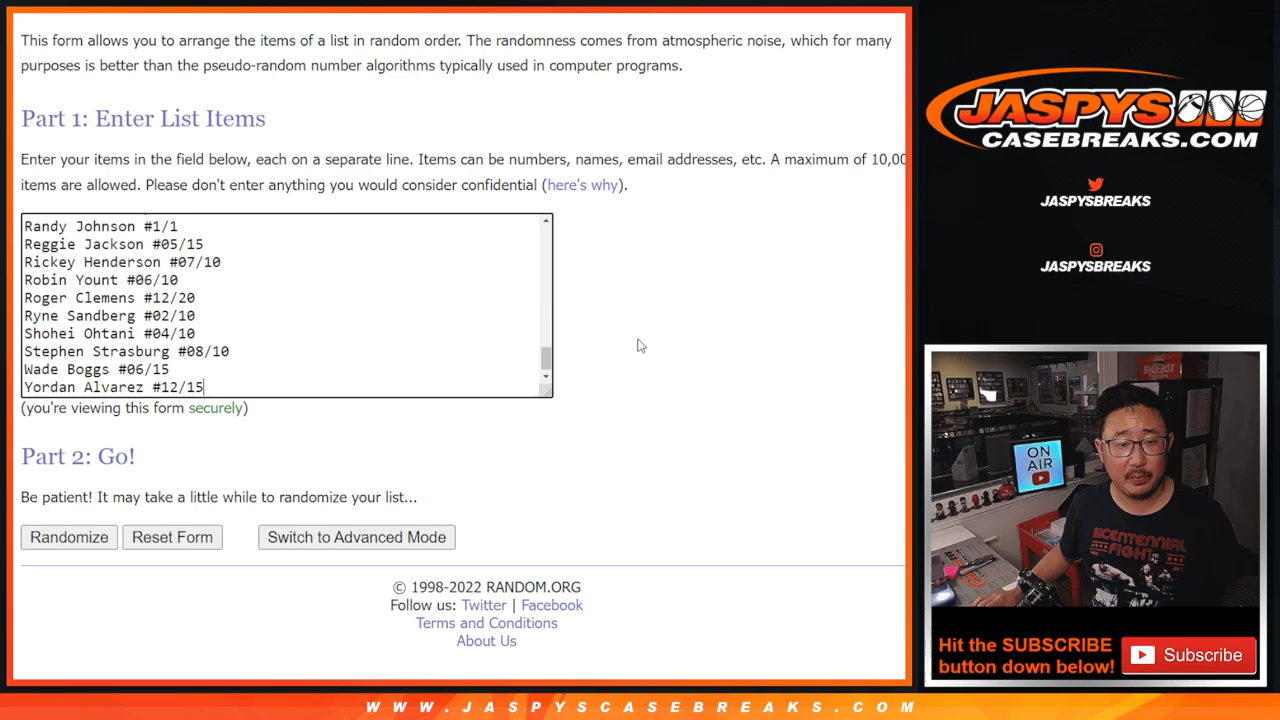 This form allows you to arrange the items of a list in random order. The randomness comes from atmospheric noise, which for many
purposes is better than the pseudo-random number algorithms typically used in computer programs.
Part 1: Enter List Items
Enter your items in the field below, each on a separate line. Items can be numbers, names, email addresses, etc. A maximum of 10,00
items are allowed. Please don't enter anything you would consider confidential (here's why).
Randy Johnson #1/1
Reggie Jackson #05/15
Rickey Henderson #07/10
Robin Yount #06/10
Roger Clemens #12/20
Ryne Sandberg #02/10
Shohei Ohtani #04/10
Stephen Strasburg #08/10
Wade Boggs #06/15
Yordan Alvarez #12/15
(you're viewing this form securely)
Part 2: Go!
Be patient! It may take a little while to randomize your list...
Randomize Reset Form Switch to Advanced Mode
© 1998-2022 RANDOM.ORG
Follow us: Twitter | Facebook
Terms and Conditions
About Us
JASPYS
CASEBREAKS.COM
JASPYSBREAKS
JASPYSBREAKS
SHOEBOX
ON
AIR
BICENTENNIAL
FIGHT
Hit the SUBSCRIBE
button down below!
Subscribe
WWW.JASPYSCASEBREAKS.COM